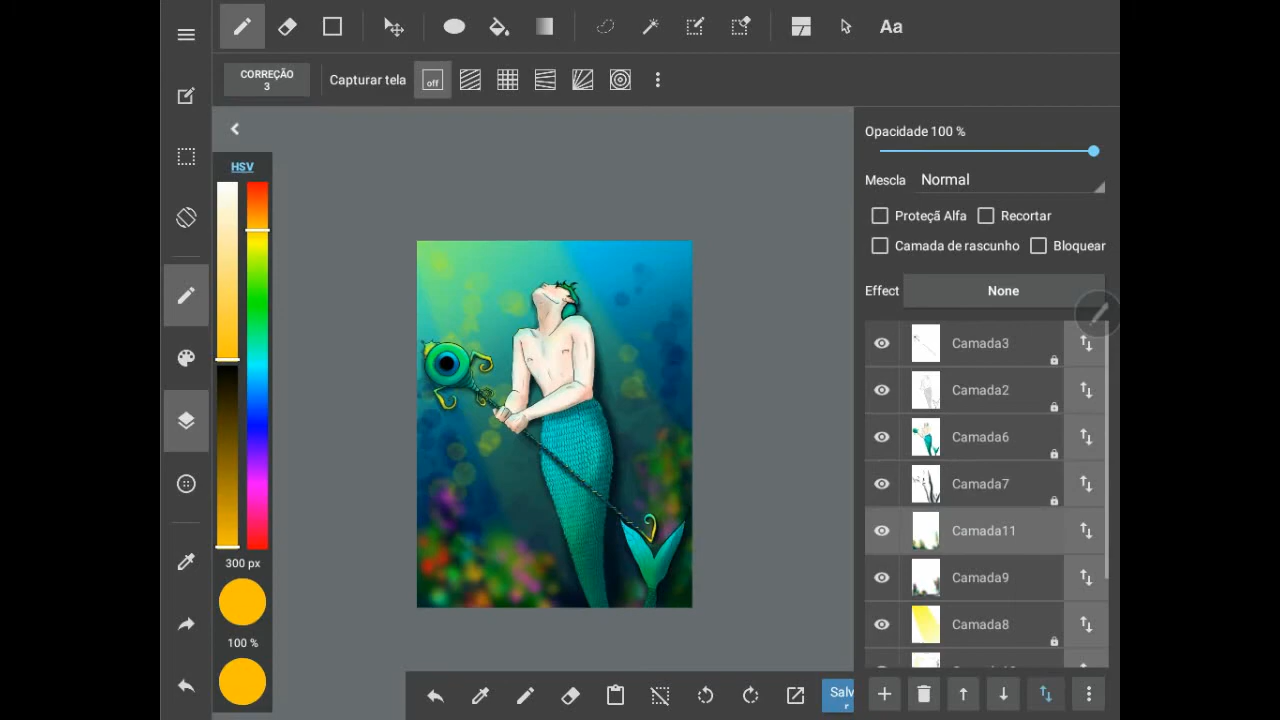 Aa
CORREÇÃO
3
Capturar tela
off
HSV
300 px
100 %
Opacidade 100 %
Mescla Normal
Proteçã Alfa
Recortar
Camada de rascunho
Bloquear
Effect None
Camada3
Camada2
Camada6
Camada7
Camada11
Camada9
Camada8
Salv
r